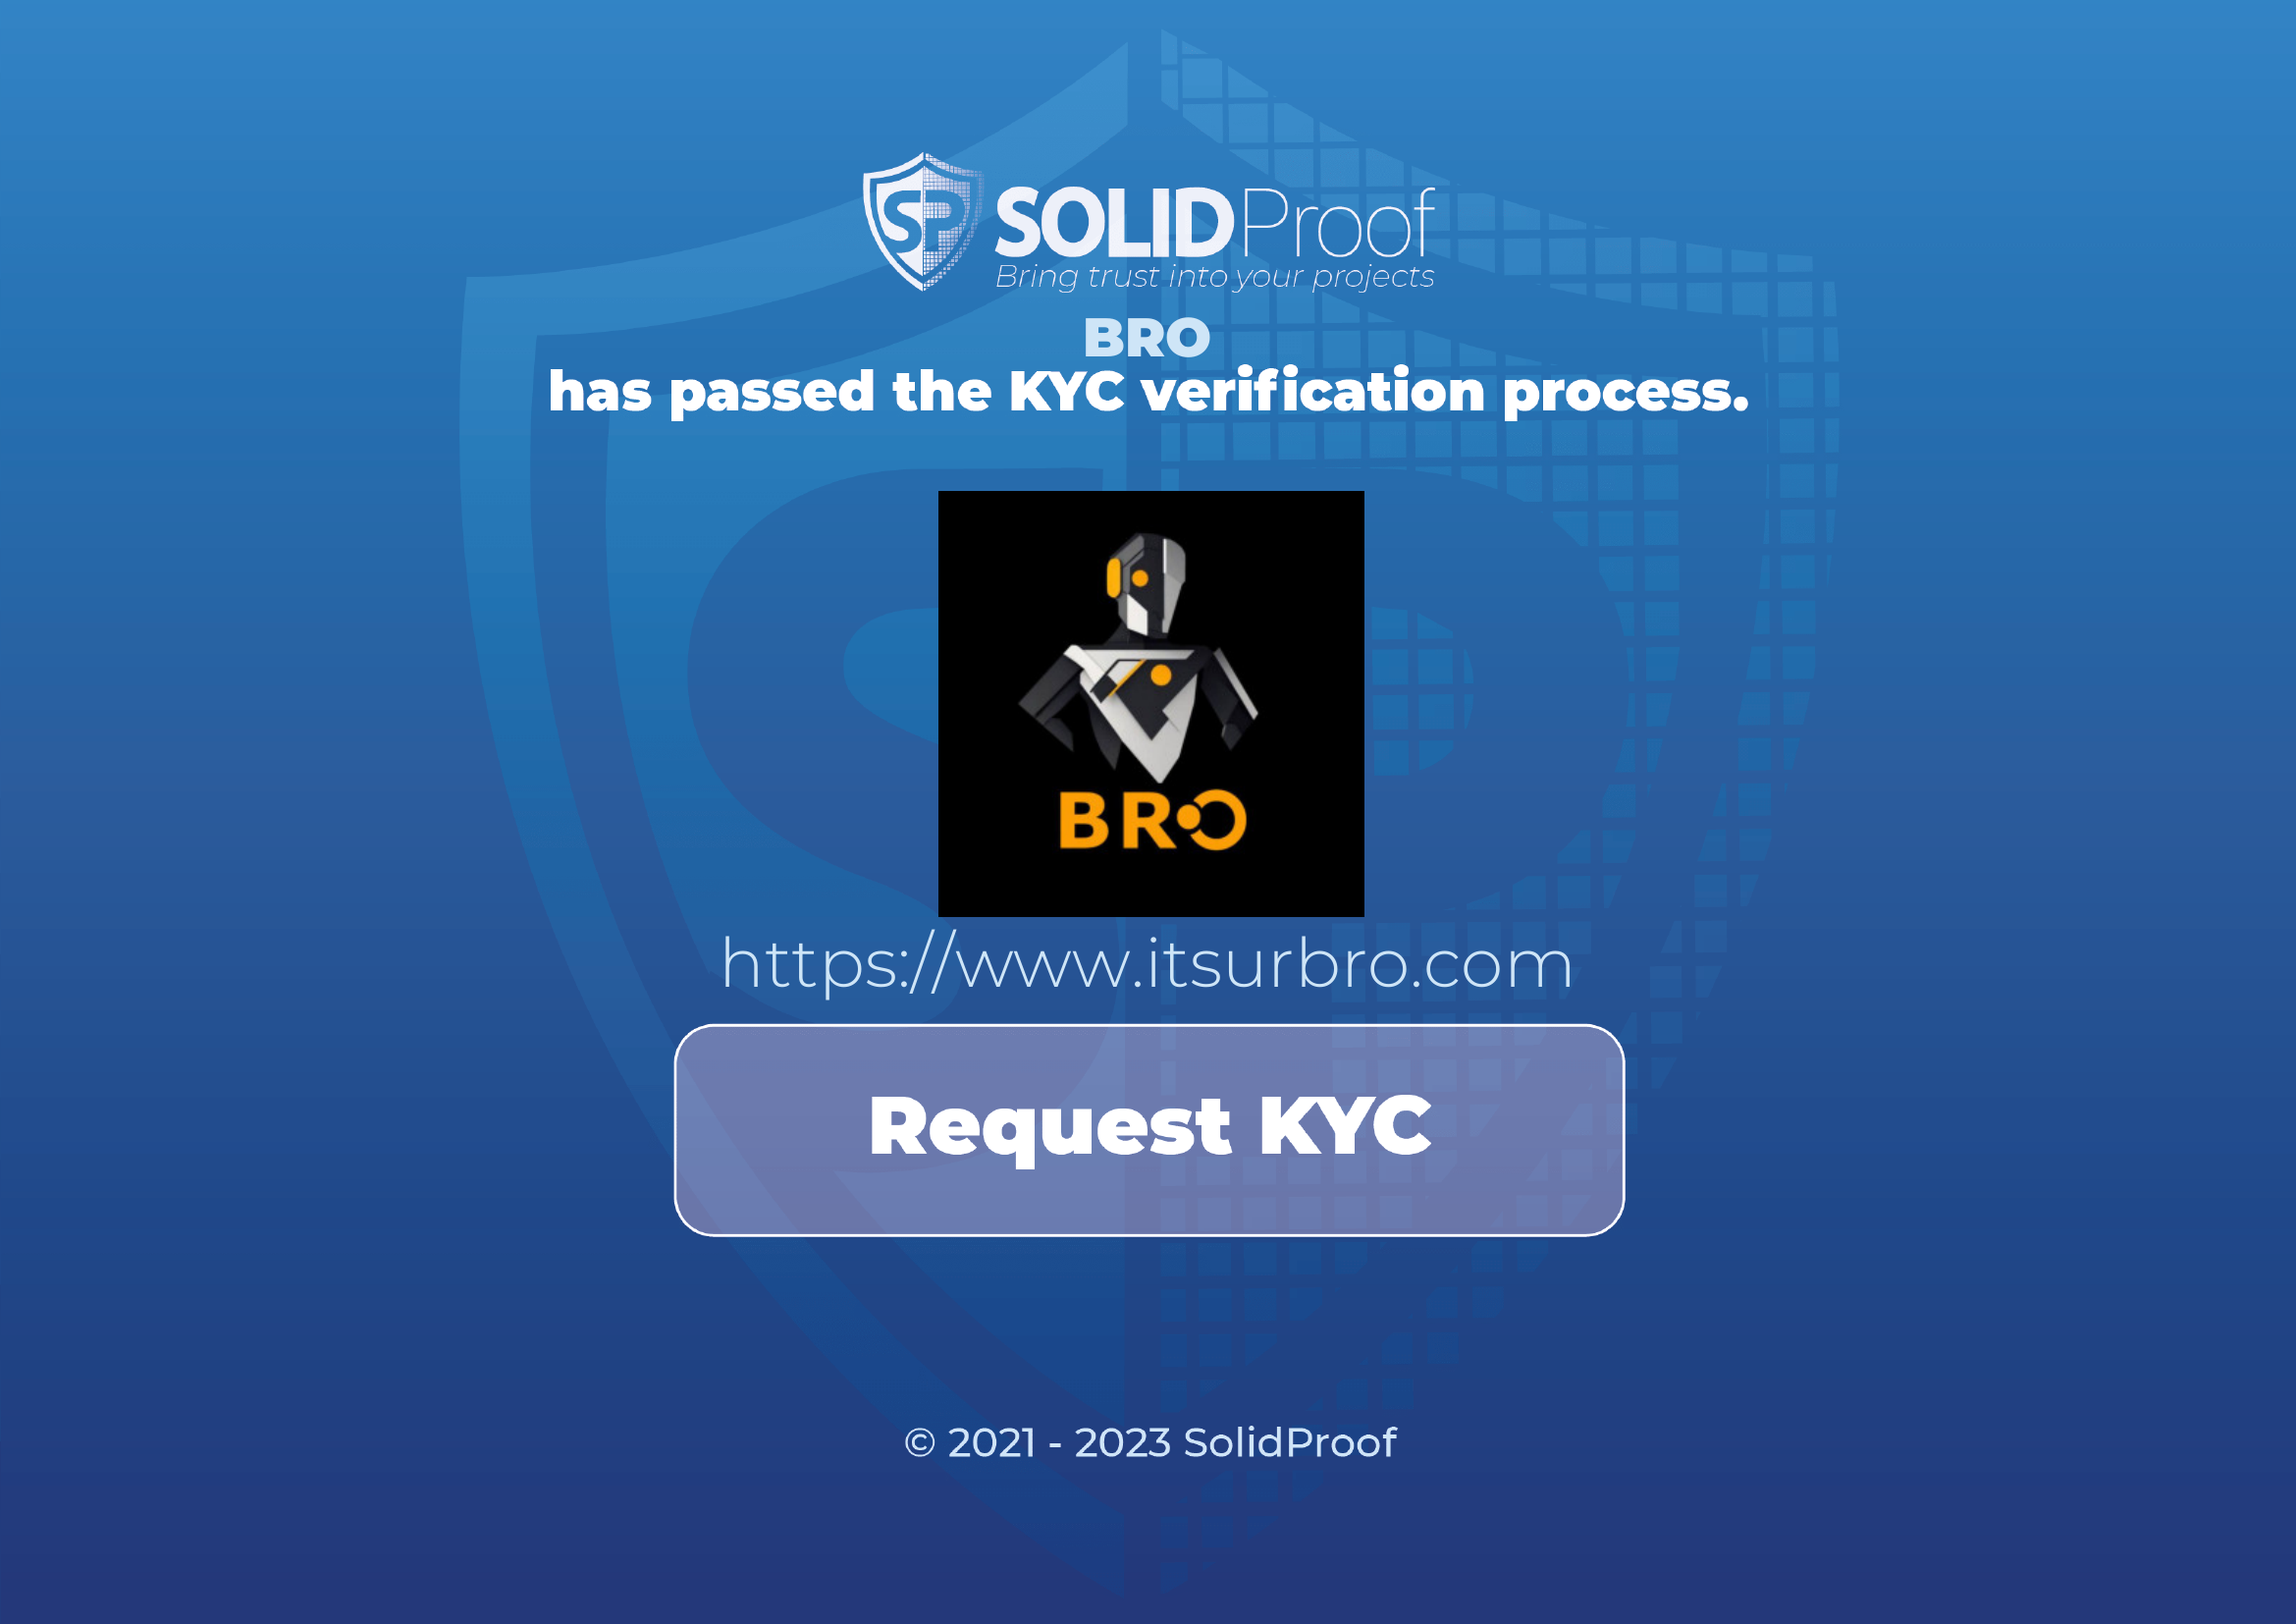 SP SOLIDProof
Bring trust into your projects
BRO
has passed the KYC verification process.
BRO
https://www.itsurbro.com
Request KYC
© 2021 - 2023 SolidProof